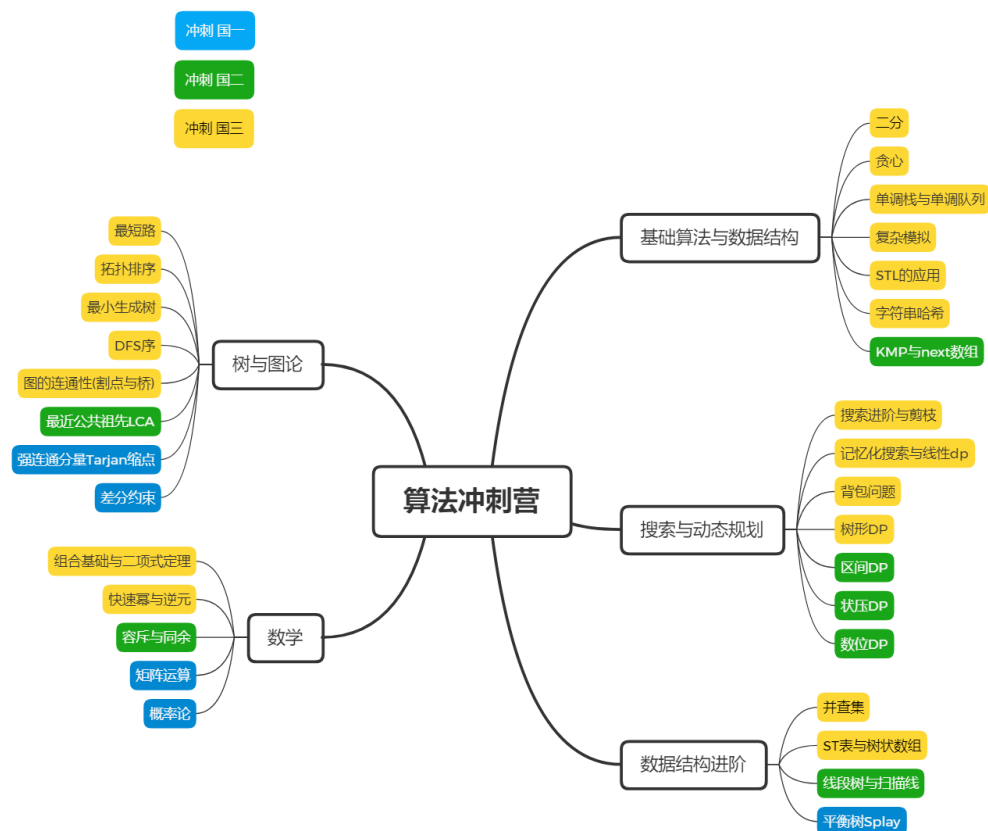 冲刺 国一
冲刺 国二
冲刺 国三
算法冲刺营
基础算法与数据结构
二分
贪心
单调栈与单调队列
复杂模拟
STL的应用
字符串哈希
KMP与next数组
搜索与动态规划
搜索进阶与剪枝
记忆化搜索与线性dp
背包问题
树形DP
区间DP
状压DP
数位DP
数据结构进阶
并查集
ST表与树状数组
线段树与扫描线
平衡树Splay
树与图论
最短路
拓扑排序
最小生成树
DFS序
图的连通性(割点与桥)
最近公共祖先LCA
强连通分量Tarjan缩点
差分约束
数学
组合基础与二项式定理
快速幂与逆元
容斥与同余
矩阵运算
概率论